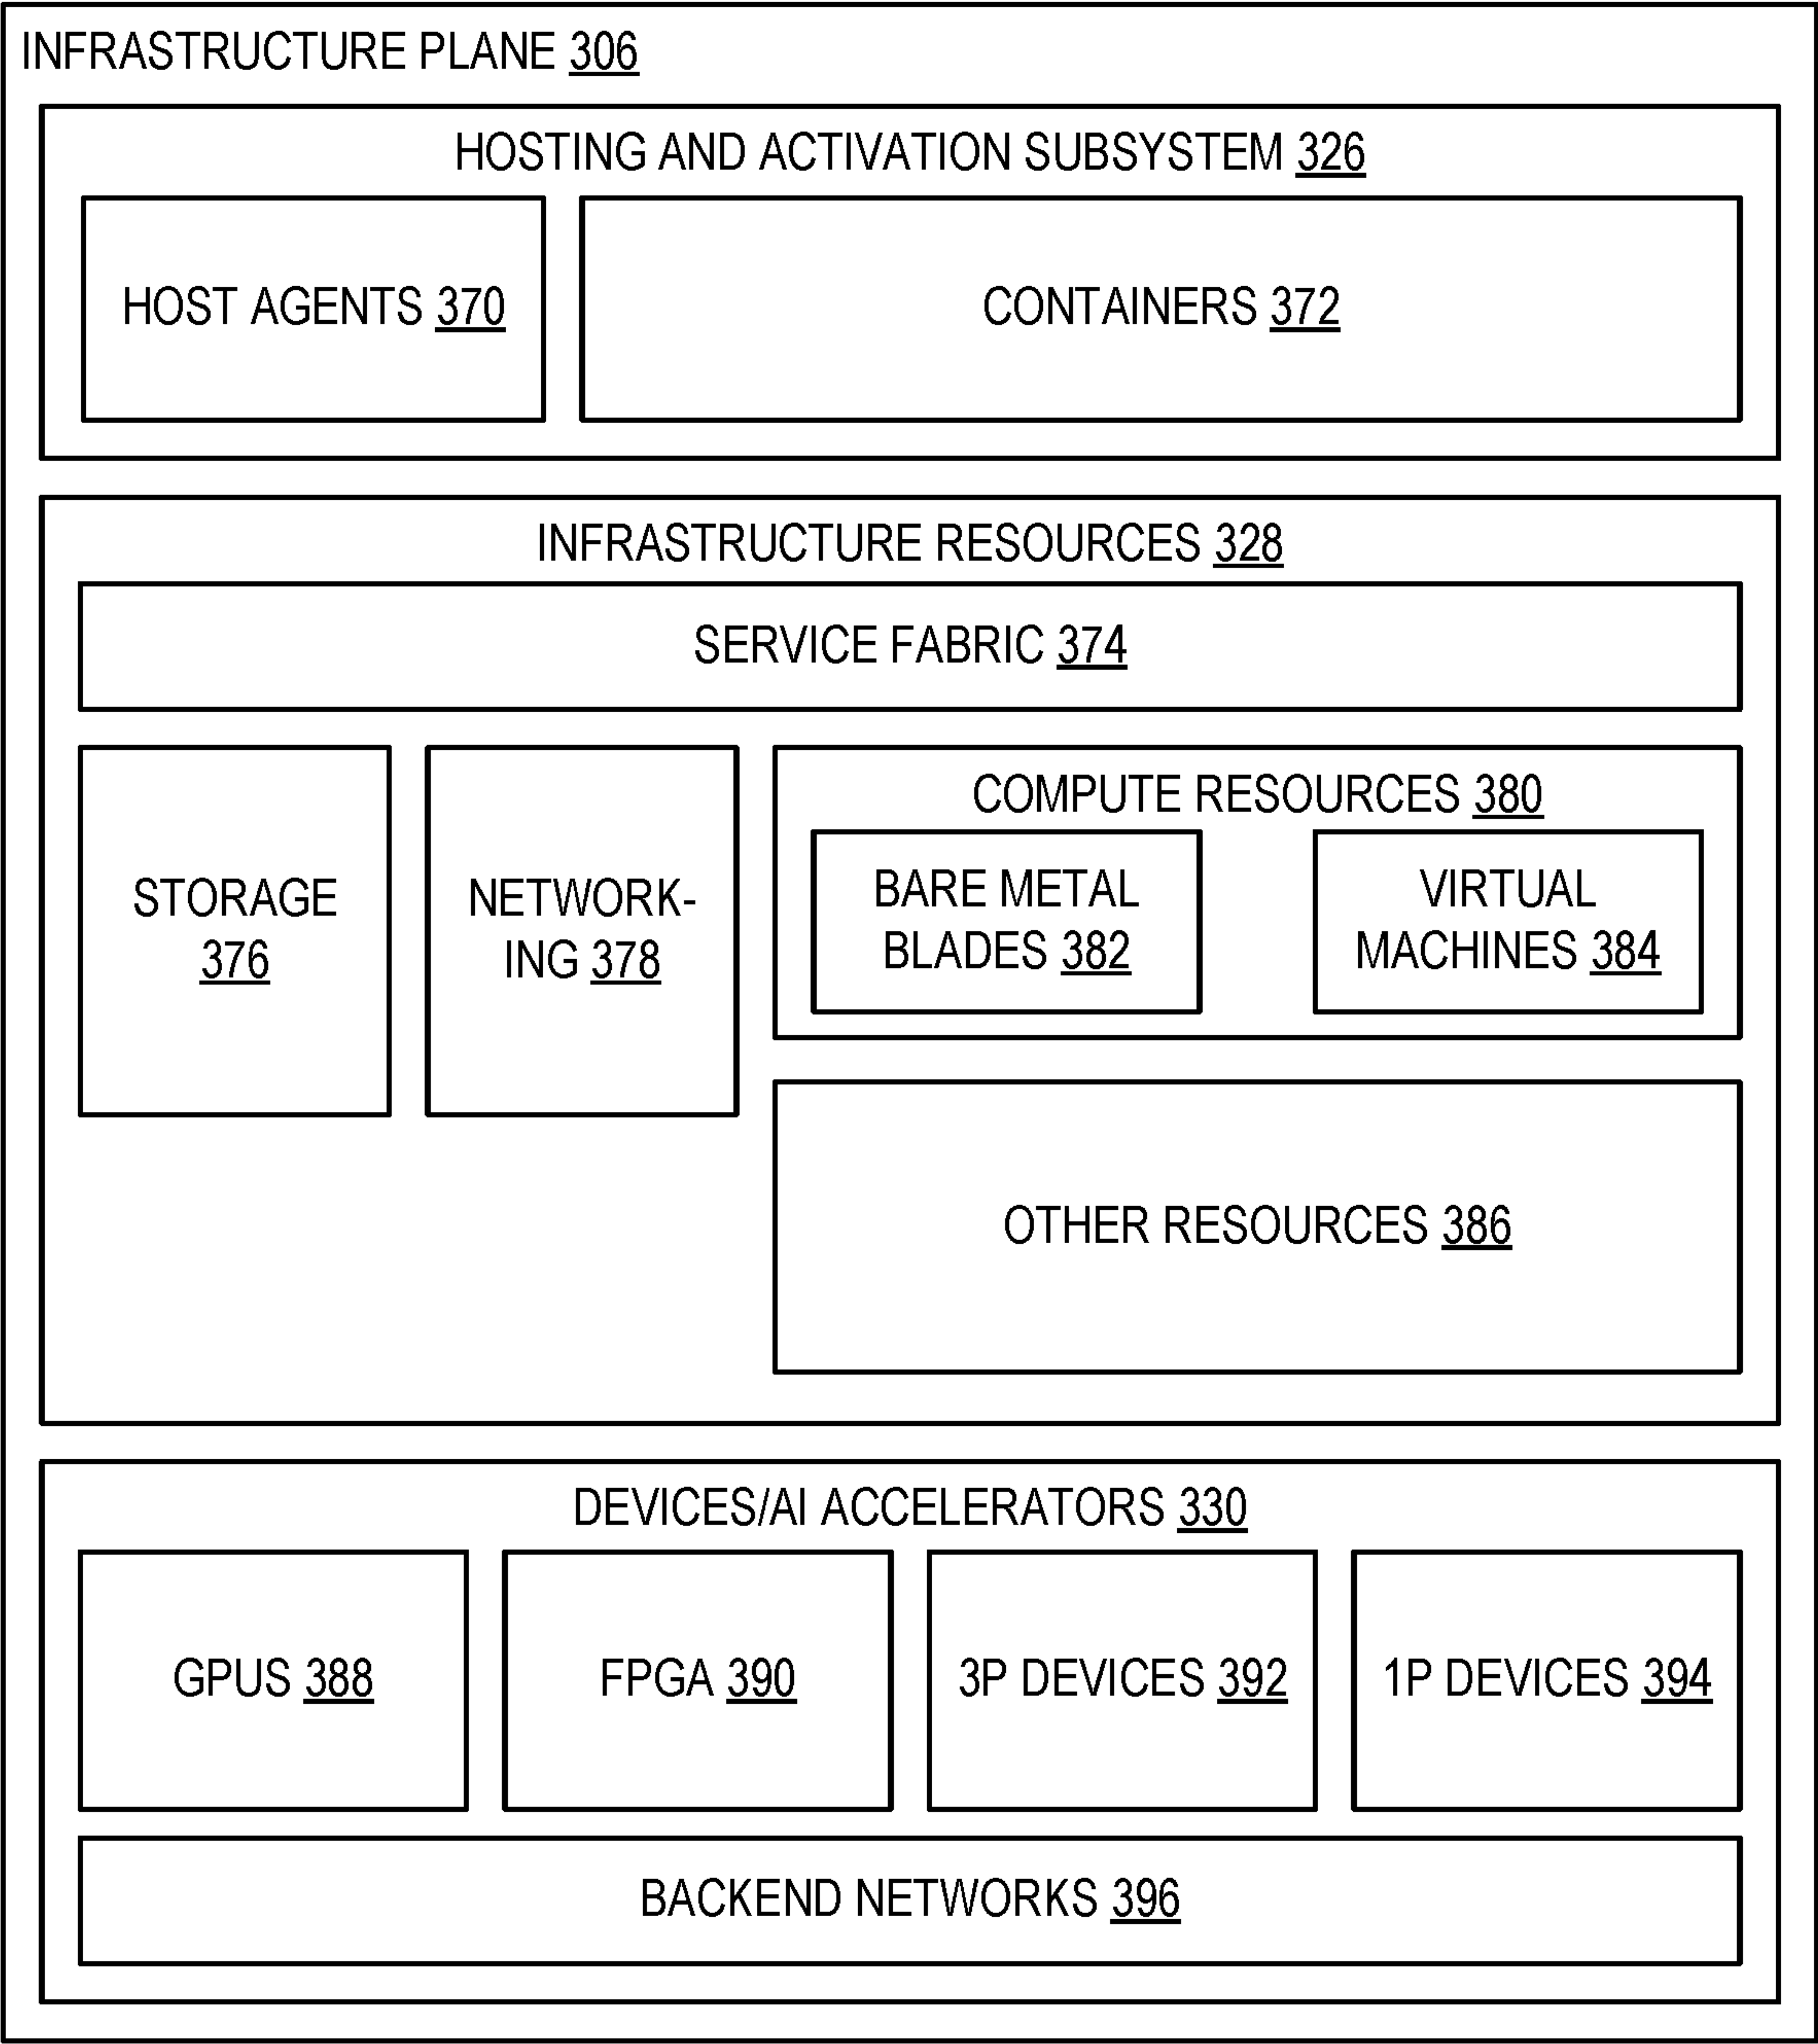 INFRASTRUCTURE PLANE 306
HOSTING AND ACTIVATION SUBSYSTEM 326
HOST AGENTS 370
CONTAINERS 372
INFRASTRUCTURE RESOURCES 328
SERVICE FABRIC 374
STORAGE
376
NETWORK-
ING 378
COMPUTE RESOURCES 380
BARE METAL
BLADES 382
VIRTUAL
MACHINES 384
OTHER RESOURCES 386
DEVICES/AI ACCELERATORS 330
GPUS 388
FPGA 390
3P DEVICES 392
1P DEVICES 394
BACKEND NETWORKS 396